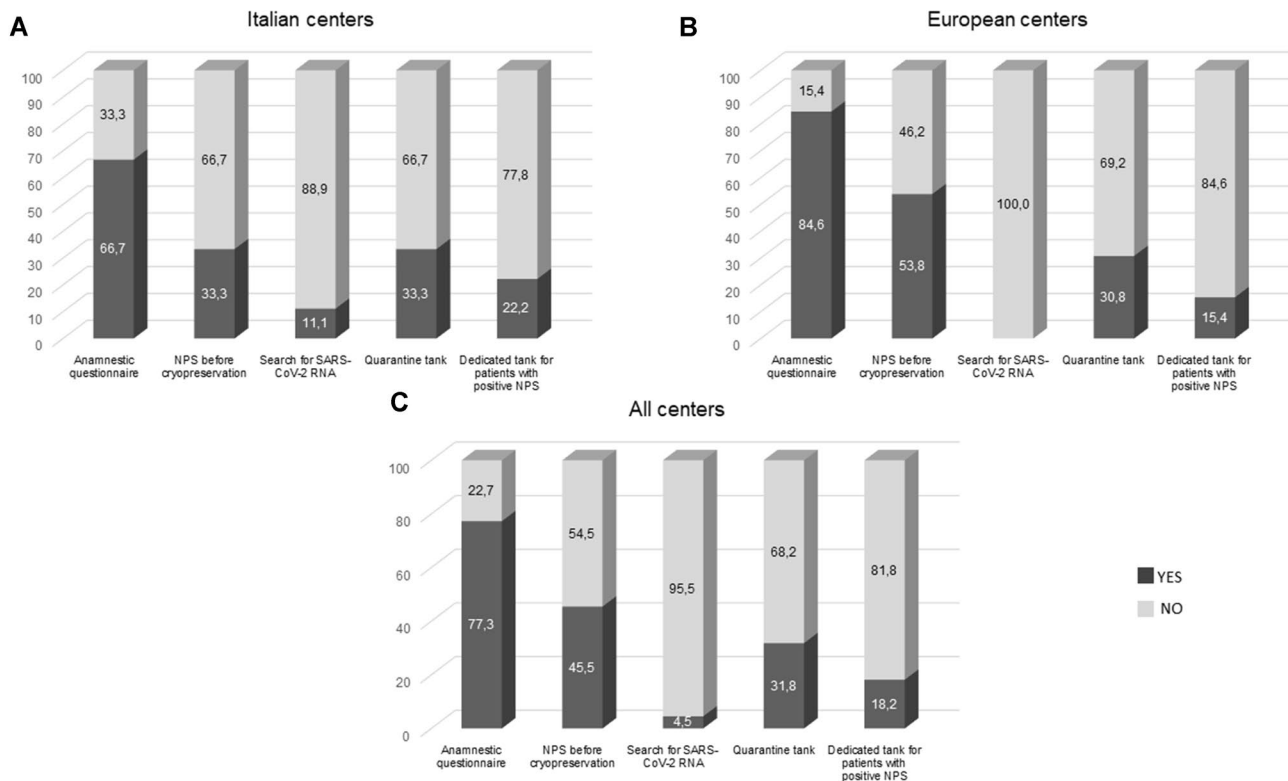 A
Italian centers
100
90
80
70
60
50
40
30
20
10
0
33,3
66,7
88,9
66,7
77,8
66,7
33,3
11,1
33,3
22,2
Anamnestic
questionnaire
NPS before
cryopreservation
Search for SARS-
CoV-2 RNA
Quarantine tank
Dedicated tank for
patients with
positive NPS
B
European centers
100
90
80
70
60
50
40
30
20
10
0
15,4
46,2
100,0
69,2
84,6
84,6
53,8
30,8
15,4
Anamnestic
questionnaire
NPS before
cryopreservation
Search for SARS-
CoV-2 RNA
Quarantine tank
Dedicated tank for
patients with
positive NPS
C
All centers
100
80
60
40
20
0
22,7
54,5
95,5
68,2
81,8
77,3
45,5
4,5
31,8
18,2
Anamnestic
questionnaire
NPS before
cryopreservation
Search for SARS-
CoV-2 RNA
Quarantine tank
Dedicated tank for
patients with
positive NPS
YES
NO